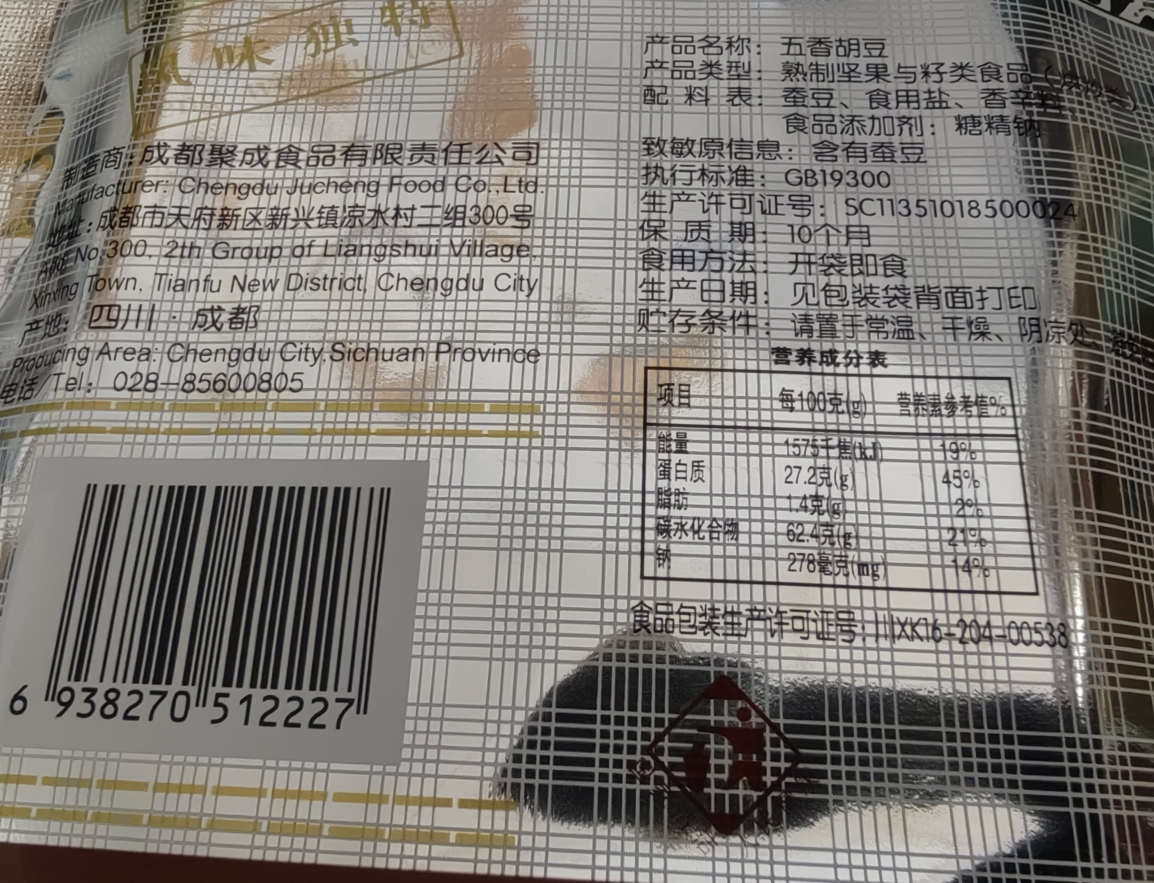 味独特
制造商:成都聚成食品有限责任公司
Manufacturer: Chengdu Jucheng Food Co.,Ltd.
地址:成都市天府新区新兴镇凉水村二组300号
No.300, 2th Group of Liangshui Village,
Xinxing Town, Tianfu New District, Chengdu City
产地:四川·成都
Producing Area: Chengdu City,Sichuan Province
电话/Tel: 028-85600805
6 938270 512227
产品名称: 五香胡豆
产品类型: 熟制坚果与籽类食品
配 料 表: 蚕豆、食用盐、香辛料
食品添加剂: 糖精钠
致敏原信息: 含有蚕豆
执行标准: GB19300
生产许可证号: SC11351018500024
保 质 期: 10个月
食用方法: 开袋即食
生产日期: 见包装袋背面打印
贮存条件: 请置于常温、干燥、阴凉处、
营养成分表
项目 每100克(g) 营养素参考值%
能量 1575千焦(kJ) 19%
蛋白质 27.2克(g) 45%
脂肪 1.4克(g) 2%
碳水化合物 62.4克(g) 21%
钠 278毫克(mg) 14%
食品包装生产许可证号:川XK16-204-00538